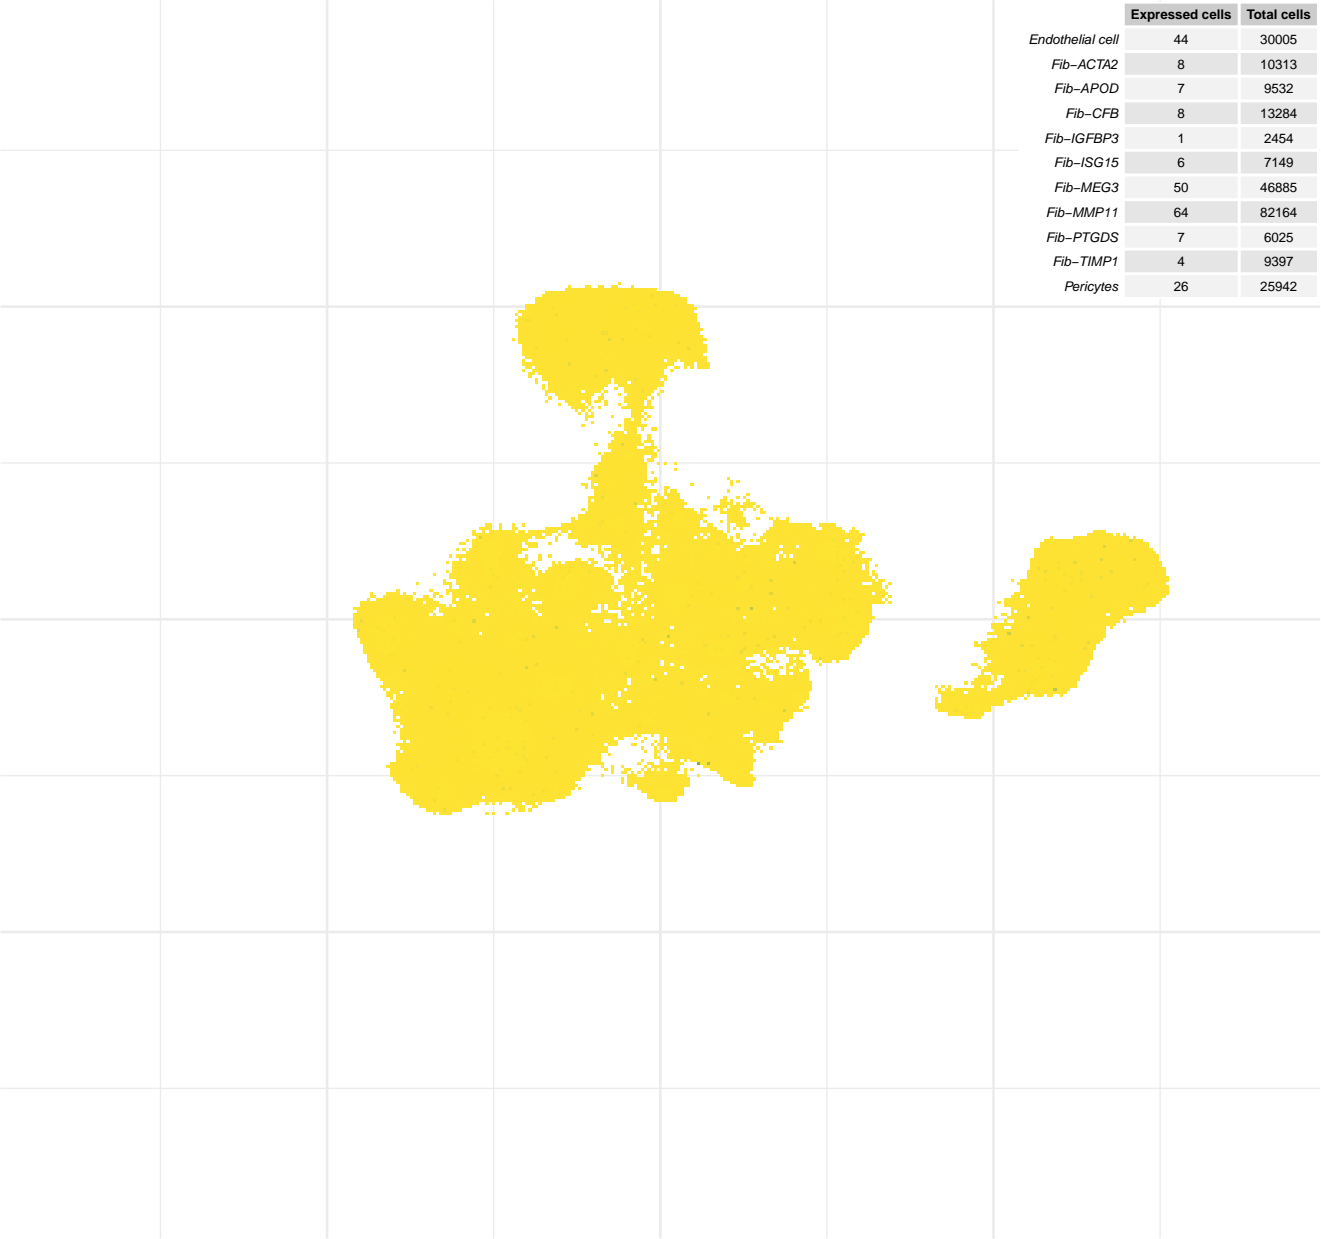 Expressed cells Total cells
Endothelial cell 44 30005
Fib−ACTA2 8 10313
Fib−APOD 7 9532
Fib−CFB 8 13284
Fib−IGFBP3 1 2454
Fib−ISG15 6 7149
Fib−MEG3 50 46885
Fib−MMP11 64 82164
Fib−PTGDS 7 6025
Fib−TIMP1 4 9397
Pericytes 26 25942